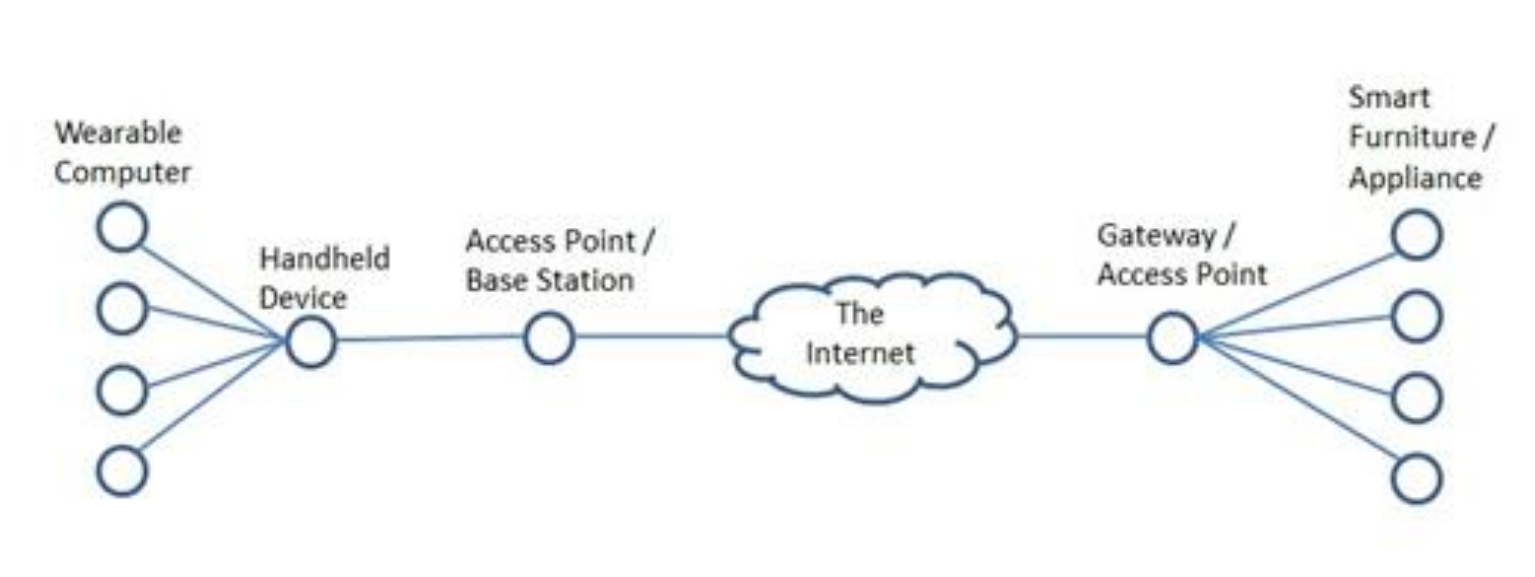 Wearable
Computer
Handheld
Device
Access Point /
Base Station
The
Internet
Gateway /
Access Point
Smart
Furniture /
Appliance